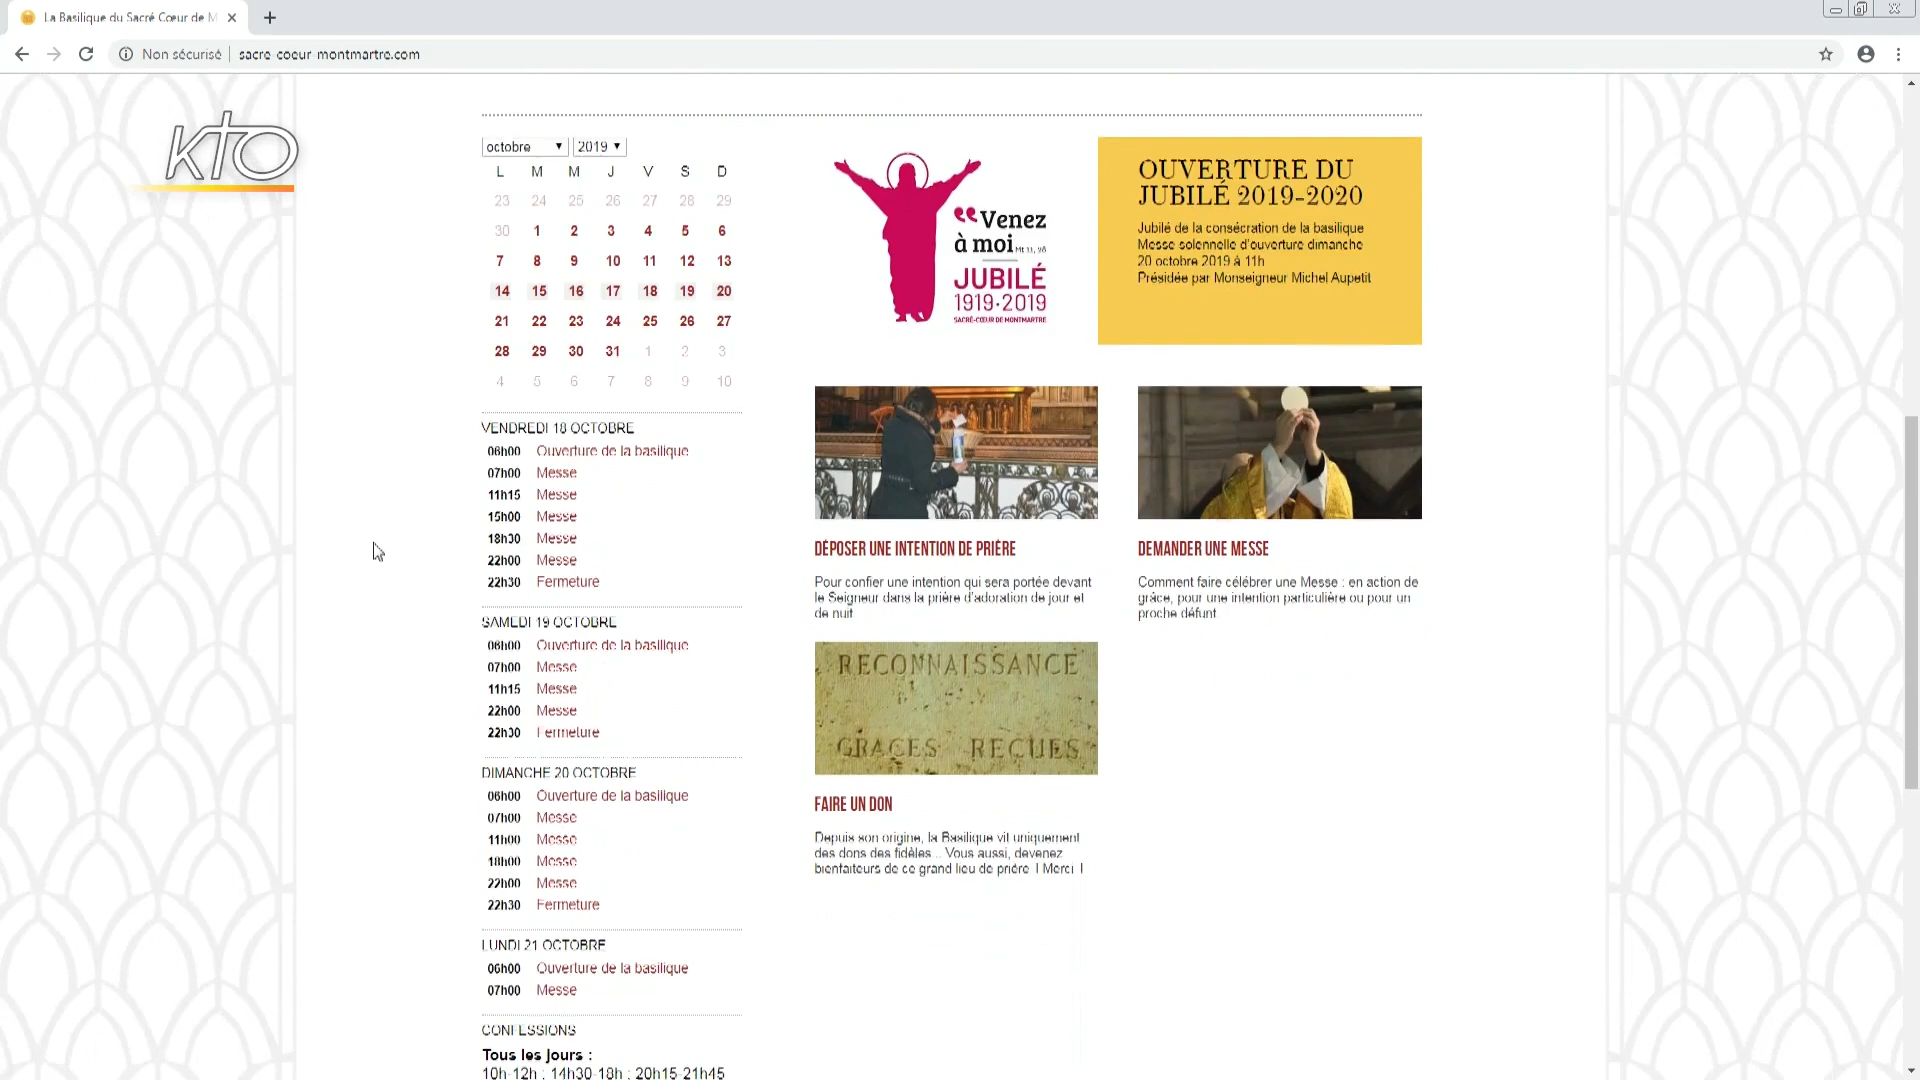 La Basilique du Sacré Cœur de M
Non sécurisé
sacre-coeur-montmartre.com
KTO
octobre
2019
L M M J V S D
23 24 25 26 27 28 29
30 1 2 3 4 5 6
7 8 9 10 11 12 13
14 15 16 17 18 19 20
21 22 23 24 25 26 27
28 29 30 31 1 2 3
4 5 6 7 8 9 10
VENDREDI 18 OCTOBRE
06h00 Ouverture de la basilique
07h00 Messe
11h15 Messe
15h00 Messe
18h30 Messe
22h00 Messe
22h30 Fermeture
SAMEDI 19 OCTOBRE
06h00 Ouverture de la basilique
07h00 Messe
11h15 Messe
22h00 Messe
22h30 Fermeture
DIMANCHE 20 OCTOBRE
06h00 Ouverture de la basilique
07h00 Messe
11h00 Messe
18h00 Messe
22h00 Messe
22h30 Fermeture
LUNDI 21 OCTOBRE
06h00 Ouverture de la basilique
07h00 Messe
CONFESSIONS
Tous les jours :
10h-12h ; 14h30-18h ; 20h15-21h45
“Venez
à moi Mt 11, 28
JUBILÉ
1919·2019
SACRÉ-CŒUR DE MONTMARTRE
OUVERTURE DU
JUBILÉ 2019-2020
Jubilé de la consécration de la basilique
Messe solennelle d'ouverture dimanche
20 octobre 2019 à 11h
Présidée par Monseigneur Michel Aupetit
DÉPOSER UNE INTENTION DE PRIÈRE
Pour confier une intention qui sera portée devant
le Seigneur dans la prière d'adoration de jour et
de nuit
DEMANDER UNE MESSE
Comment faire célébrer une Messe : en action de
grâce, pour une intention particulière ou pour un
proche défunt.
RECONNAISSANCE
GRACES REÇUES
FAIRE UN DON
Depuis son origine, la Basilique vit uniquement
des dons des fidèles... Vous aussi, devenez
bienfaiteurs de ce grand lieu de prière ! Merci !